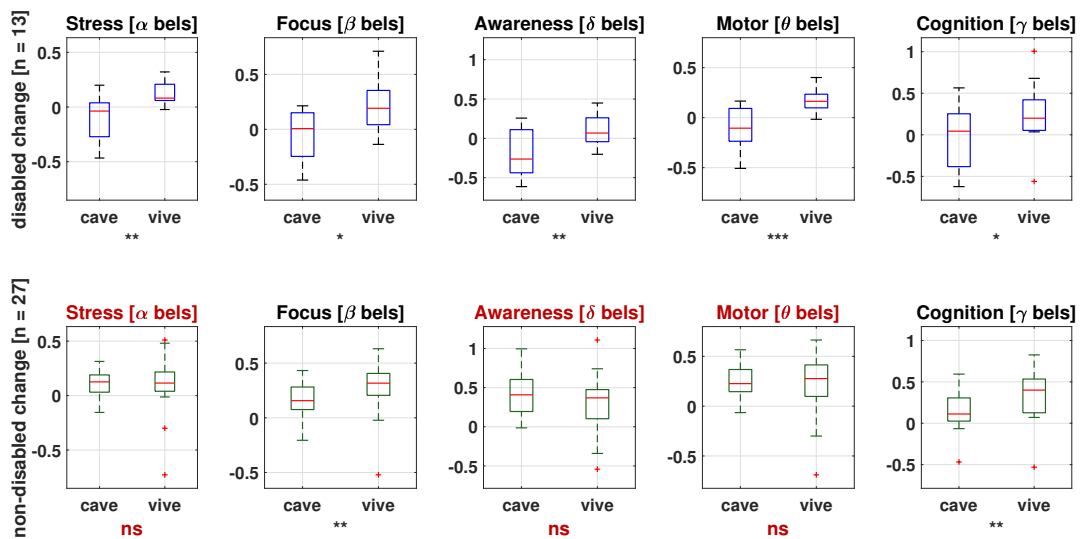 disabled change [n = 13]
Stress [α bels]
0.5
0
-0.5
cave vive
**
Focus [β bels]
0.5
0
-0.5
cave vive
*
Awareness [δ bels]
1
0.5
0
-0.5
cave vive
**
Motor [θ bels]
0.5
0
-0.5
cave vive
***
Cognition [γ bels]
1
0.5
0
-0.5
cave vive
*
non-disabled change [n = 27]
Stress [α bels]
0.5
0
-0.5
cave vive
ns
Focus [β bels]
0.5
0
-0.5
cave vive
**
Awareness [δ bels]
1
0.5
0
-0.5
cave vive
ns
Motor [θ bels]
0.5
0
-0.5
cave vive
ns
Cognition [γ bels]
1
0.5
0
-0.5
cave vive
**